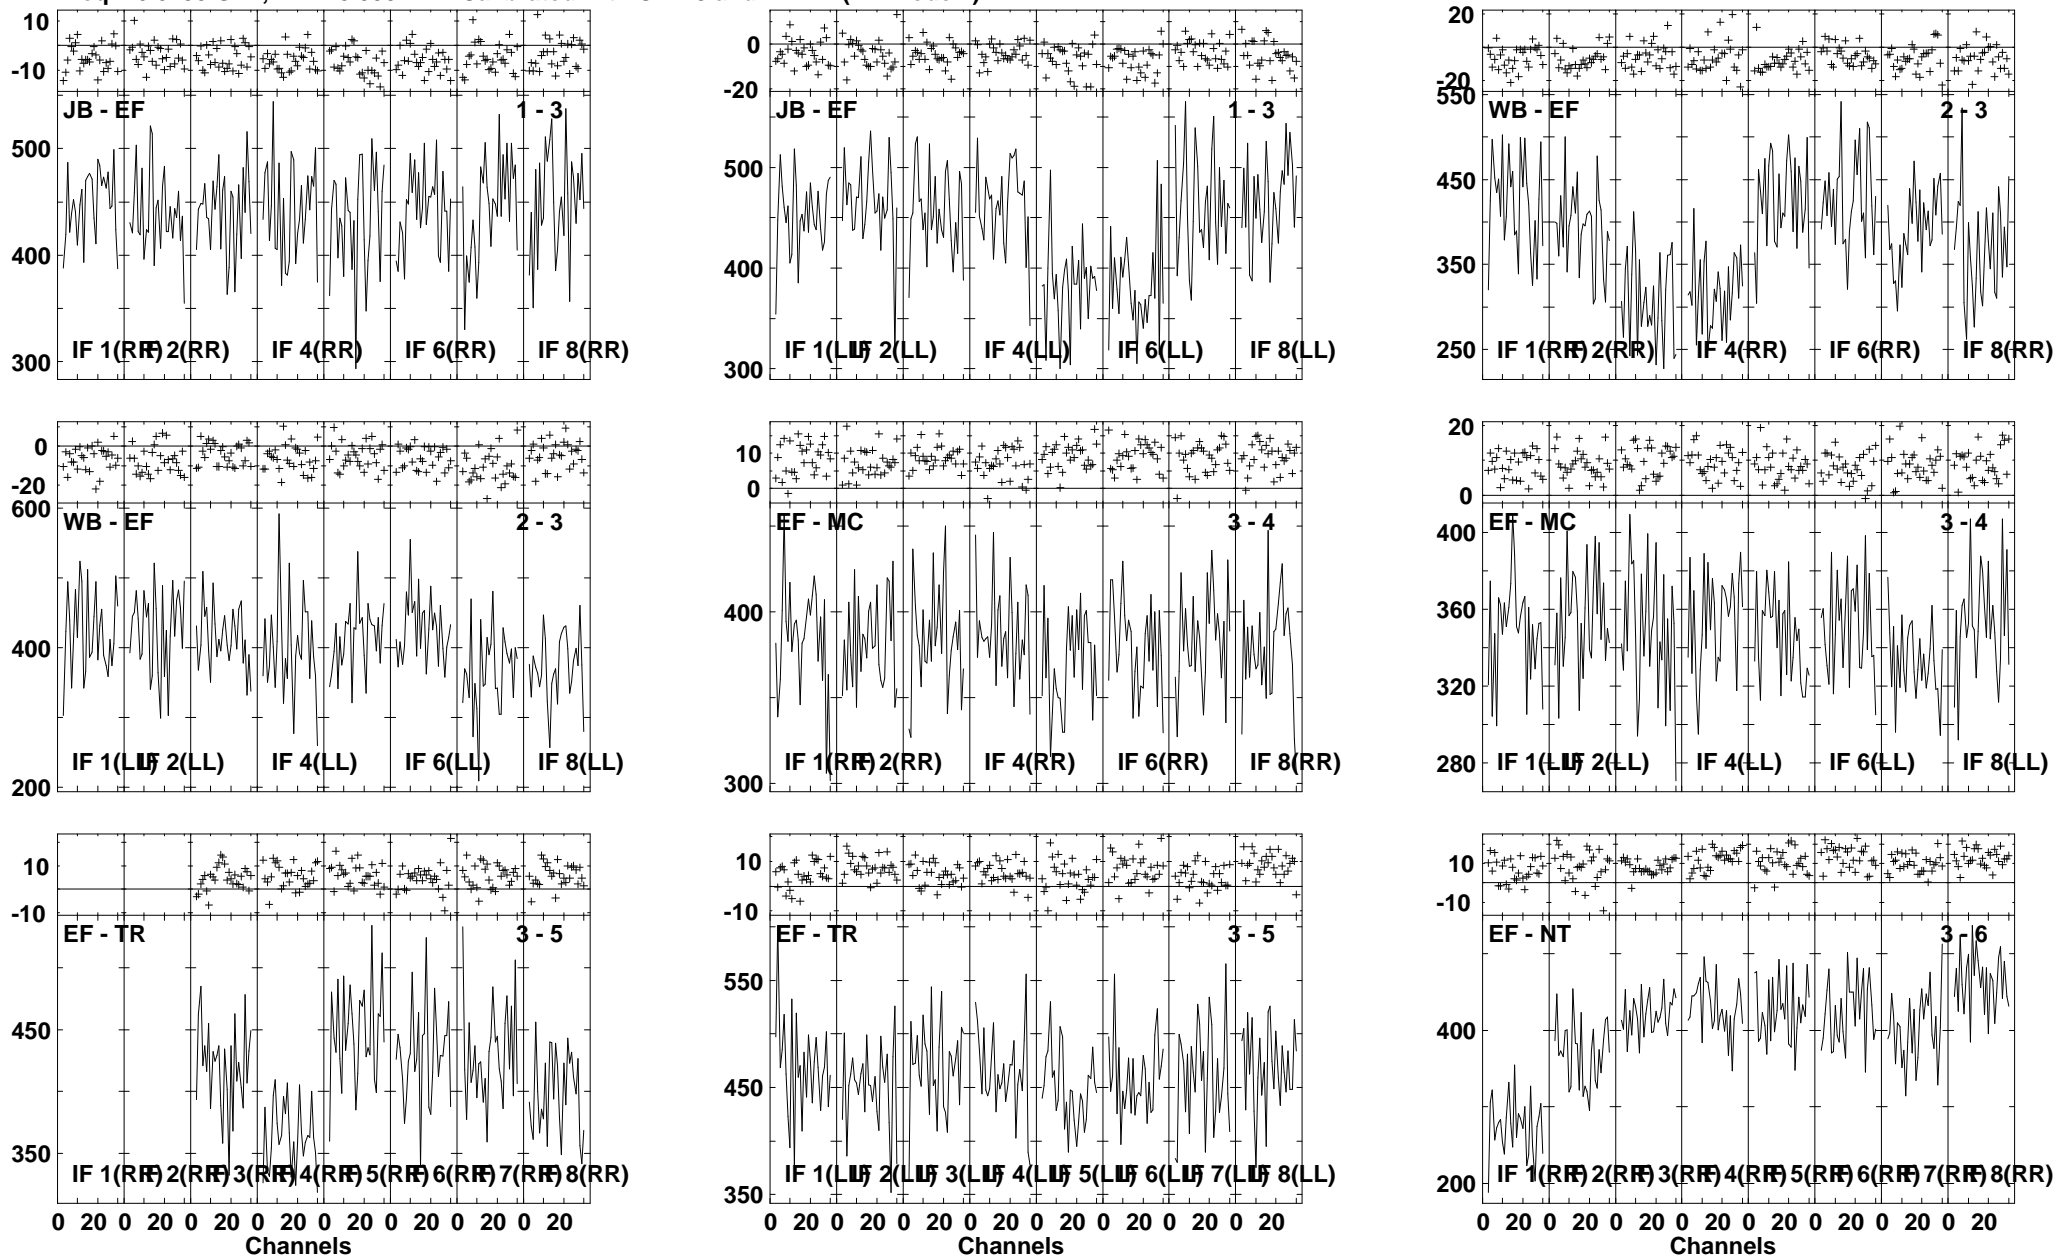 10
-10
JB - EF 1 - 3
500
400
300
IF 1(RR) IF 2(RR) IF 4(RR) IF 6(RR) IF 8(RR)
0
-20
JB - EF 1 - 3
500
400
300
IF 1(LL) IF 2(LL) IF 4(LL) IF 6(LL) IF 8(LL)
20
-20
550
WB - EF 2 - 3
450
350
250
IF 1(RR) IF 2(RR) IF 4(RR) IF 6(RR) IF 8(RR)
0
-20
600
WB - EF 2 - 3
400
200
IF 1(LL) IF 2(LL) IF 4(LL) IF 6(LL) IF 8(LL)
10
0
EF - MC 3 - 4
400
300
IF 1(RR) IF 2(RR) IF 4(RR) IF 6(RR) IF 8(RR)
20
0
EF - MC 3 - 4
400
360
320
280
IF 1(LL) IF 2(LL) IF 4(LL) IF 6(LL) IF 8(LL)
10
-10
EF - TR 3 - 5
450
350
IF 1(RR) IF 2(RR) IF 3(RR) IF 4(RR) IF 5(RR) IF 6(RR) IF 7(RR) IF 8(RR)
0 20 0 20 0 20 0 20 0 20 0 20 0 20 0 20
Channels
10
-10
EF - TR 3 - 5
550
450
350
IF 1(LL) IF 2(LL) IF 3(LL) IF 4(LL) IF 5(LL) IF 6(LL) IF 7(LL) IF 8(LL)
0 20 0 20 0 20 0 20 0 20 0 20 0 20 0 20
Channels
10
-10
EF - NT 3 - 6
400
200
IF 1(RR) IF 2(RR) IF 3(RR) IF 4(RR) IF 5(RR) IF 6(RR) IF 7(RR) IF 8(RR)
0 20 0 20 0 20 0 20 0 20 0 20 0 20 0 20
Channels